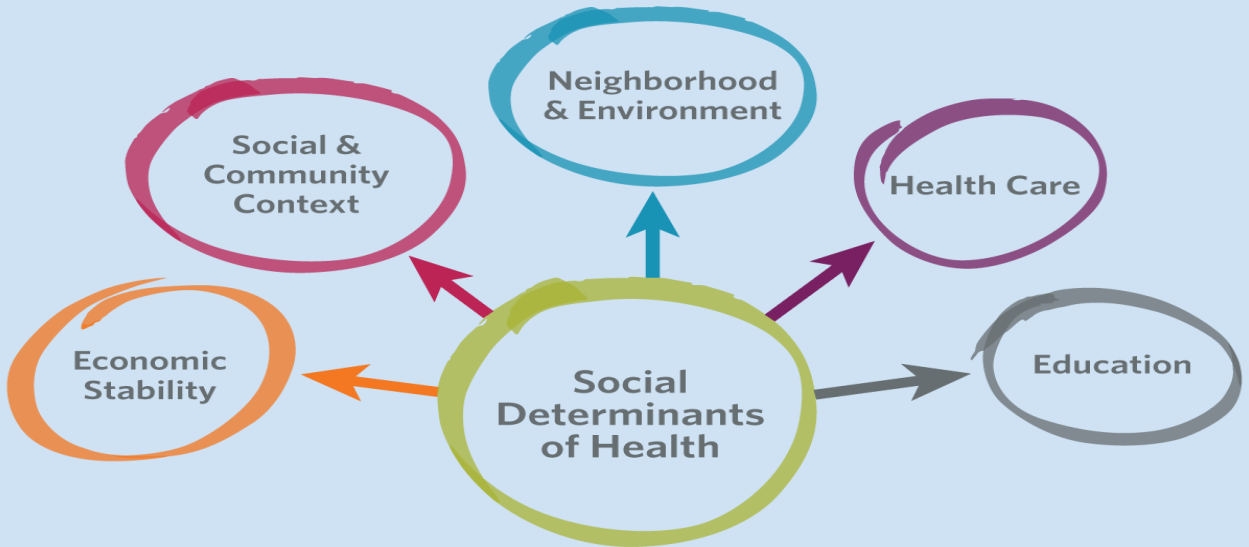 Neighborhood
& Environment
Social &
Community
Context
Health Care
Economic
Stability
Education
Social
Determinants
of Health